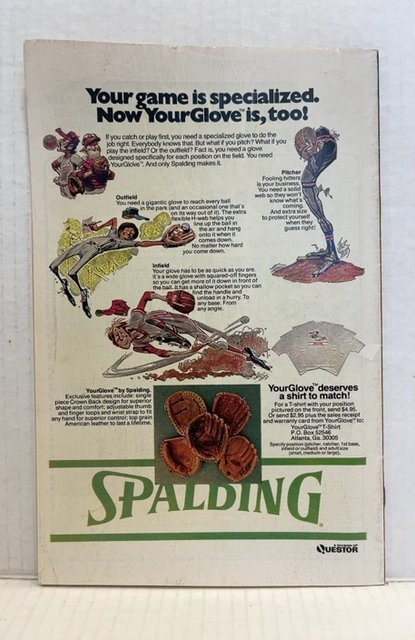 Your game is specialized.
Now YourGlove™ is, too!
If you catch or play first, you need a specialized glove to do the
job right. Everybody knows that. But what if you pitch? What if you
play the infield? Or the outfield? Fact is, you need a glove
designed specifically for each position on the field. You need
YourGlove™. And only Spalding makes it.
Pitcher
Fooling hitters
is your business.
You need a solid
web so they won't
know what's
coming.
And extra size
to protect yourself
when they
guess right!
Outfield
You need a gigantic glove to reach every ball
in the park (and an occasional one that's
on its way out of it). The extra
flexible H-web helps you
line up the ball in
the air and hang
onto it when it
comes down.
No matter how hard
you come down.
Infield
Your glove has to be as quick as you are.
It's a wide glove with squared-off fingers
so you can get more of it down in front of
the ball. It has a shallow pocket so you can
find the handle and
unload in a hurry. To
any base. From
any angle.
YourGlove™ by Spalding.
Exclusive features include: single
piece Crown Back design for superior
shape and comfort; adjustable thumb
and finger loops and wrist strap to fit
any hand for superior control; top grain
American leather to last a lifetime.
YourGlove™ deserves
a shirt to match!
For a T-shirt with your position
pictured on the front, send $4.95.
Or send $2.95 plus the sales receipt
and warranty card from YourGlove™ to:
YourGlove™ T-Shirt
P.O. Box 52546
Atlanta, Ga. 30305
Specify position (pitcher, catcher, 1st base,
infield or outfield) and adult size
(small, medium or large).
SPALDING®
A DIVISION OF
QUESTOR